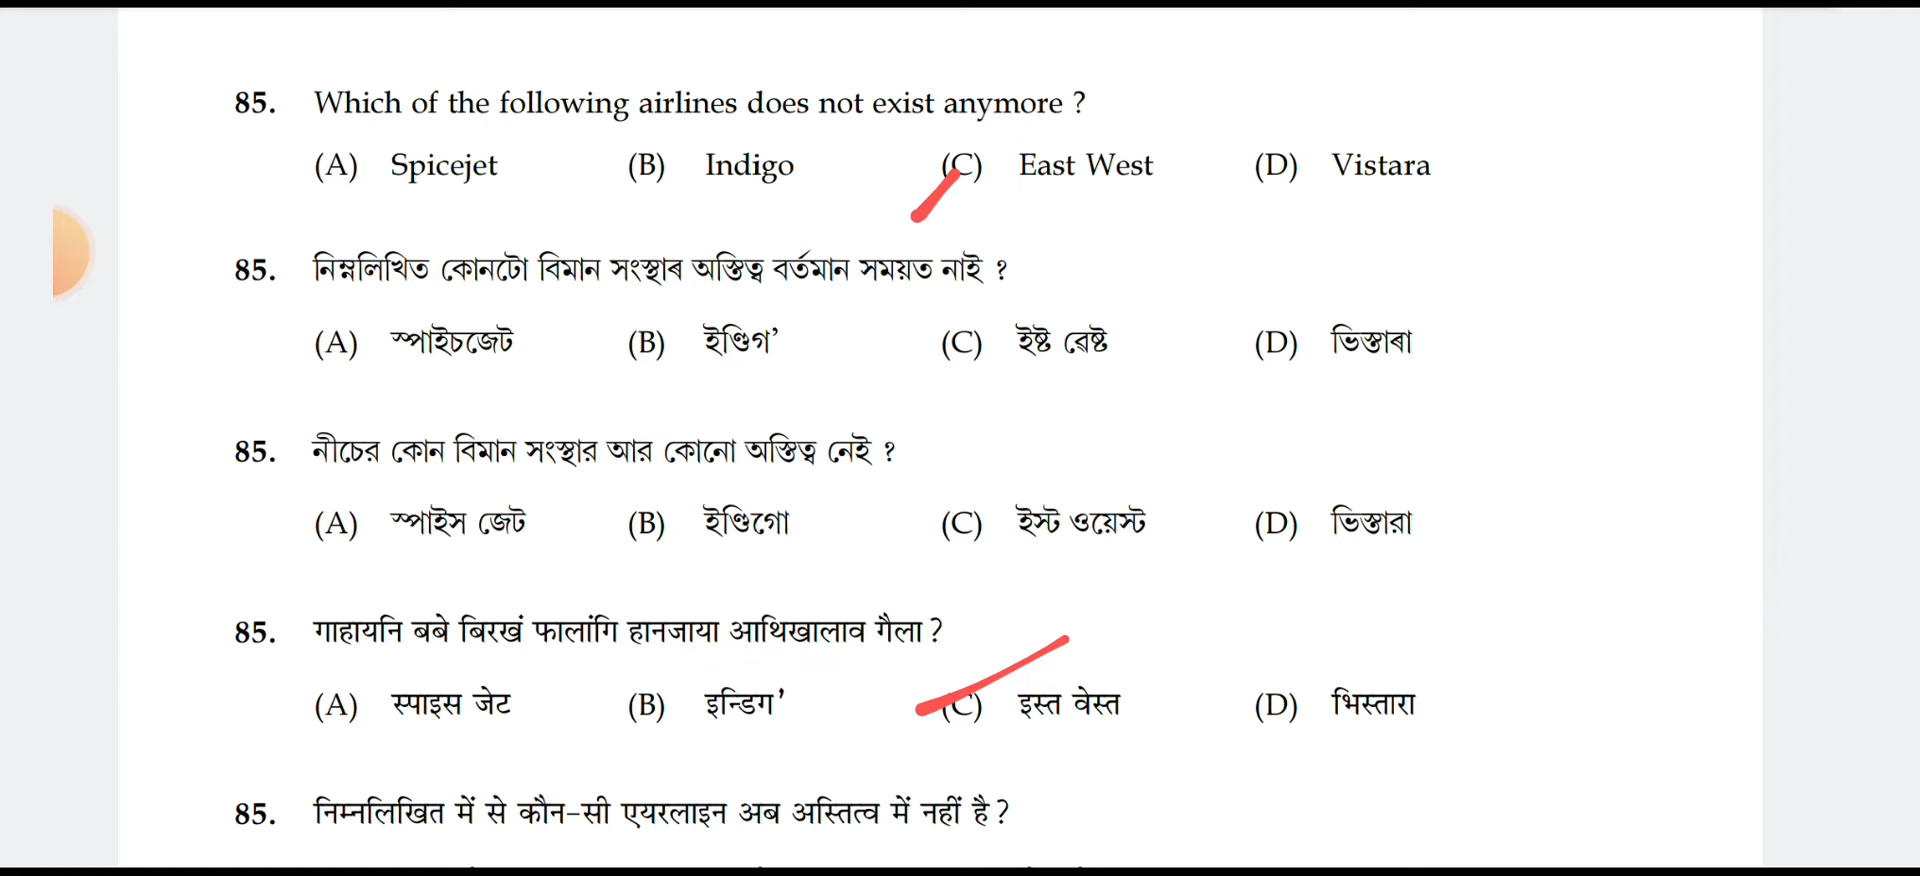 85. Which of the following airlines does not exist anymore ?
(A) Spicejet (B) Indigo (C) East West (D) Vistara
85. নিম্নলিখিত কোনটো বিমান সংস্থাৰ অস্তিত্ব বৰ্তমান সময়ত নাই ?
(A) স্পাইচজেট (B) ইণ্ডিগ’ (C) ইষ্ট ৱেষ্ট (D) ভিস্তাৰা
85. নীচের কোন বিমান সংস্থার আর কোনো অস্তিত্ব নেই ?
(A) স্পাইস জেট (B) ইণ্ডিগো (C) ইস্ট ওয়েস্ট (D) ভিস্তারা
85. गाहायनि बबे बिरखं फालांगि हानजाया आथिखालाव गैला ?
(A) स्पाइस जेट (B) इन्डिग' (C) इस्त वेस्त (D) भिस्तारा
85. निम्नलिखित में से कौन-सी एयरलाइन अब अस्तित्व में नहीं है ?